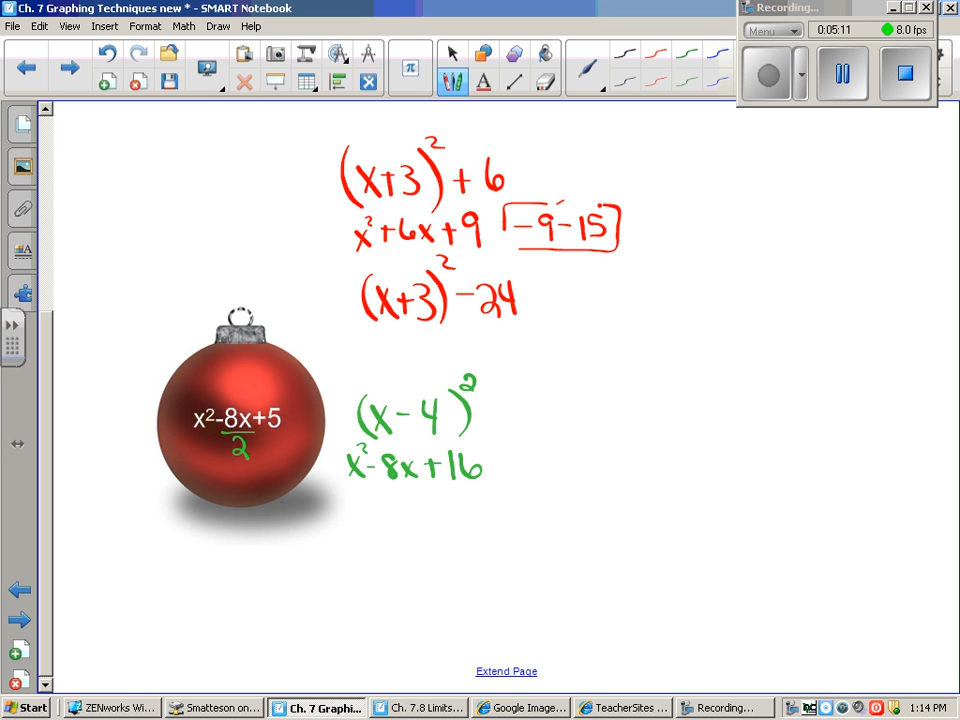 Ch. 7 Graphing Techniques new * - SMART Notebook
Recording...
File Edit View Insert Format Math Draw Help
Menu
0:05:11
8.0 fps
π
A
(x+3)² + 6
x² + 6x + 9 -9-15
(x+3)² - 24
x²-8x+5
2
(x - 4)²
x² - 8x + 16
Extend Page
Start
ZENworks Wi...
Smatteson on...
Ch. 7 Graphi...
Ch. 7.8 Limits...
Google Image...
TeacherSites ...
Recording...
1:14 PM